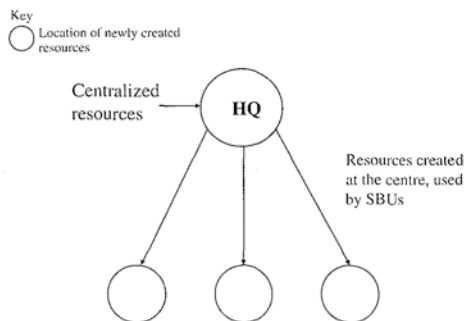 Key
Location of newly created
resources
Centralized
resources
HQ
Resources created
at the centre, used
by SBUs